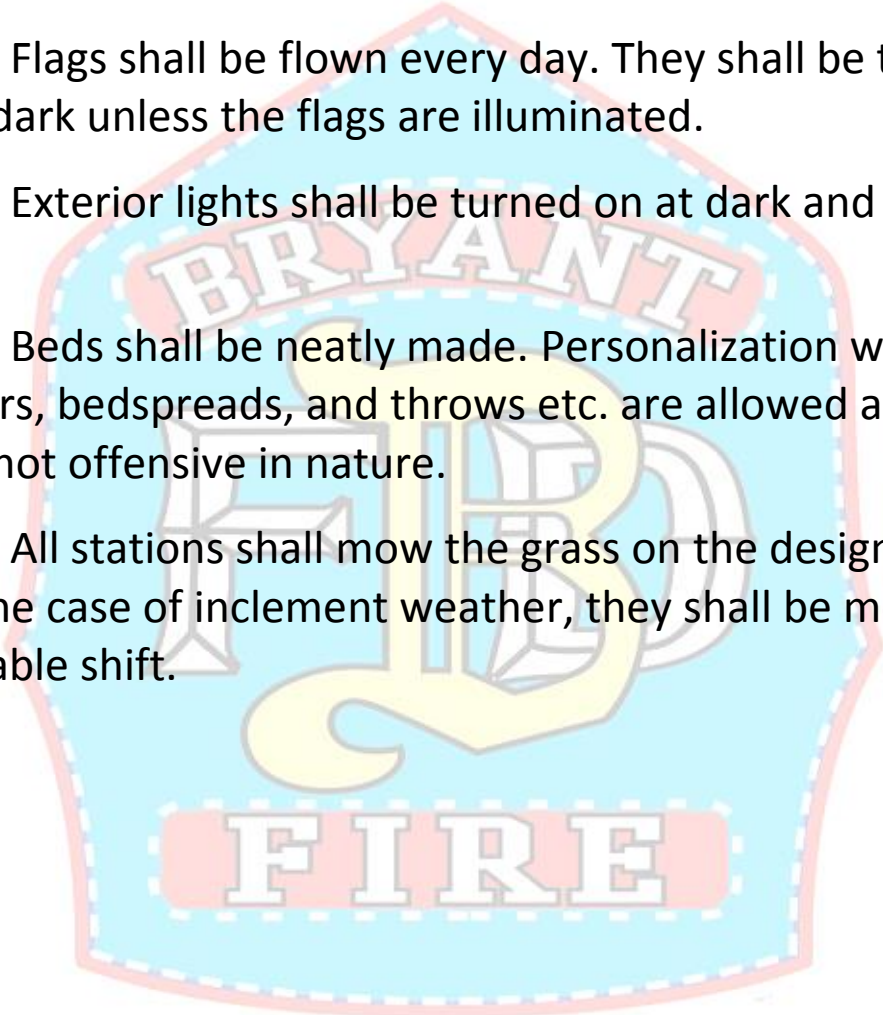 Flags shall be flown every day. They shall be t
dark unless the flags are illuminated.
Exterior lights shall be turned on at dark and
BRYANT
Beds shall be neatly made. Personalization w
rs, bedspreads, and throws etc. are allowed a
not offensive in nature.
FBD
All stations shall mow the grass on the design
he case of inclement weather, they shall be m
able shift.
FIRE